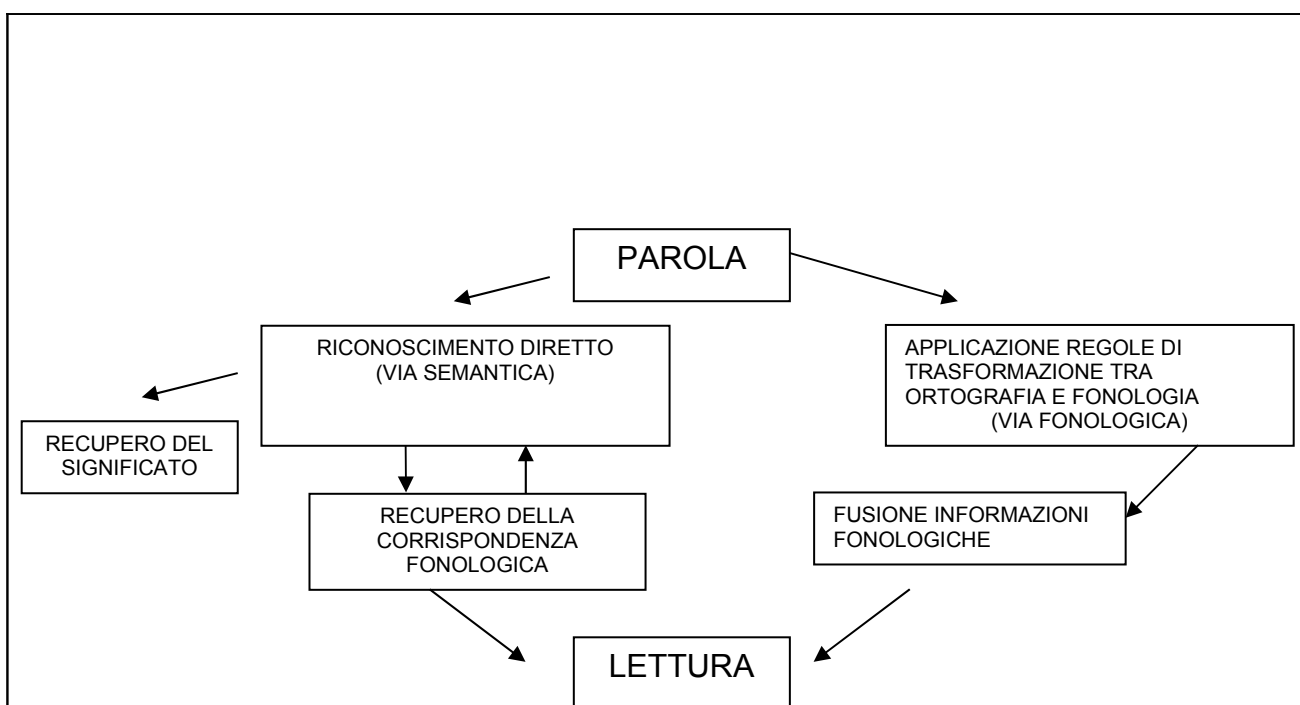 PAROLA
RICONOSCIMENTO DIRETTO
(VIA SEMANTICA)
APPLICAZIONE REGOLE DI
TRASFORMAZIONE TRA
ORTOGRAFIA E FONOLOGIA
(VIA FONOLOGICA)
RECUPERO DEL
SIGNIFICATO
RECUPERO DELLA
CORRISPONDENZA
FONOLOGICA
FUSIONE INFORMAZIONI
FONOLOGICHE
LETTURA